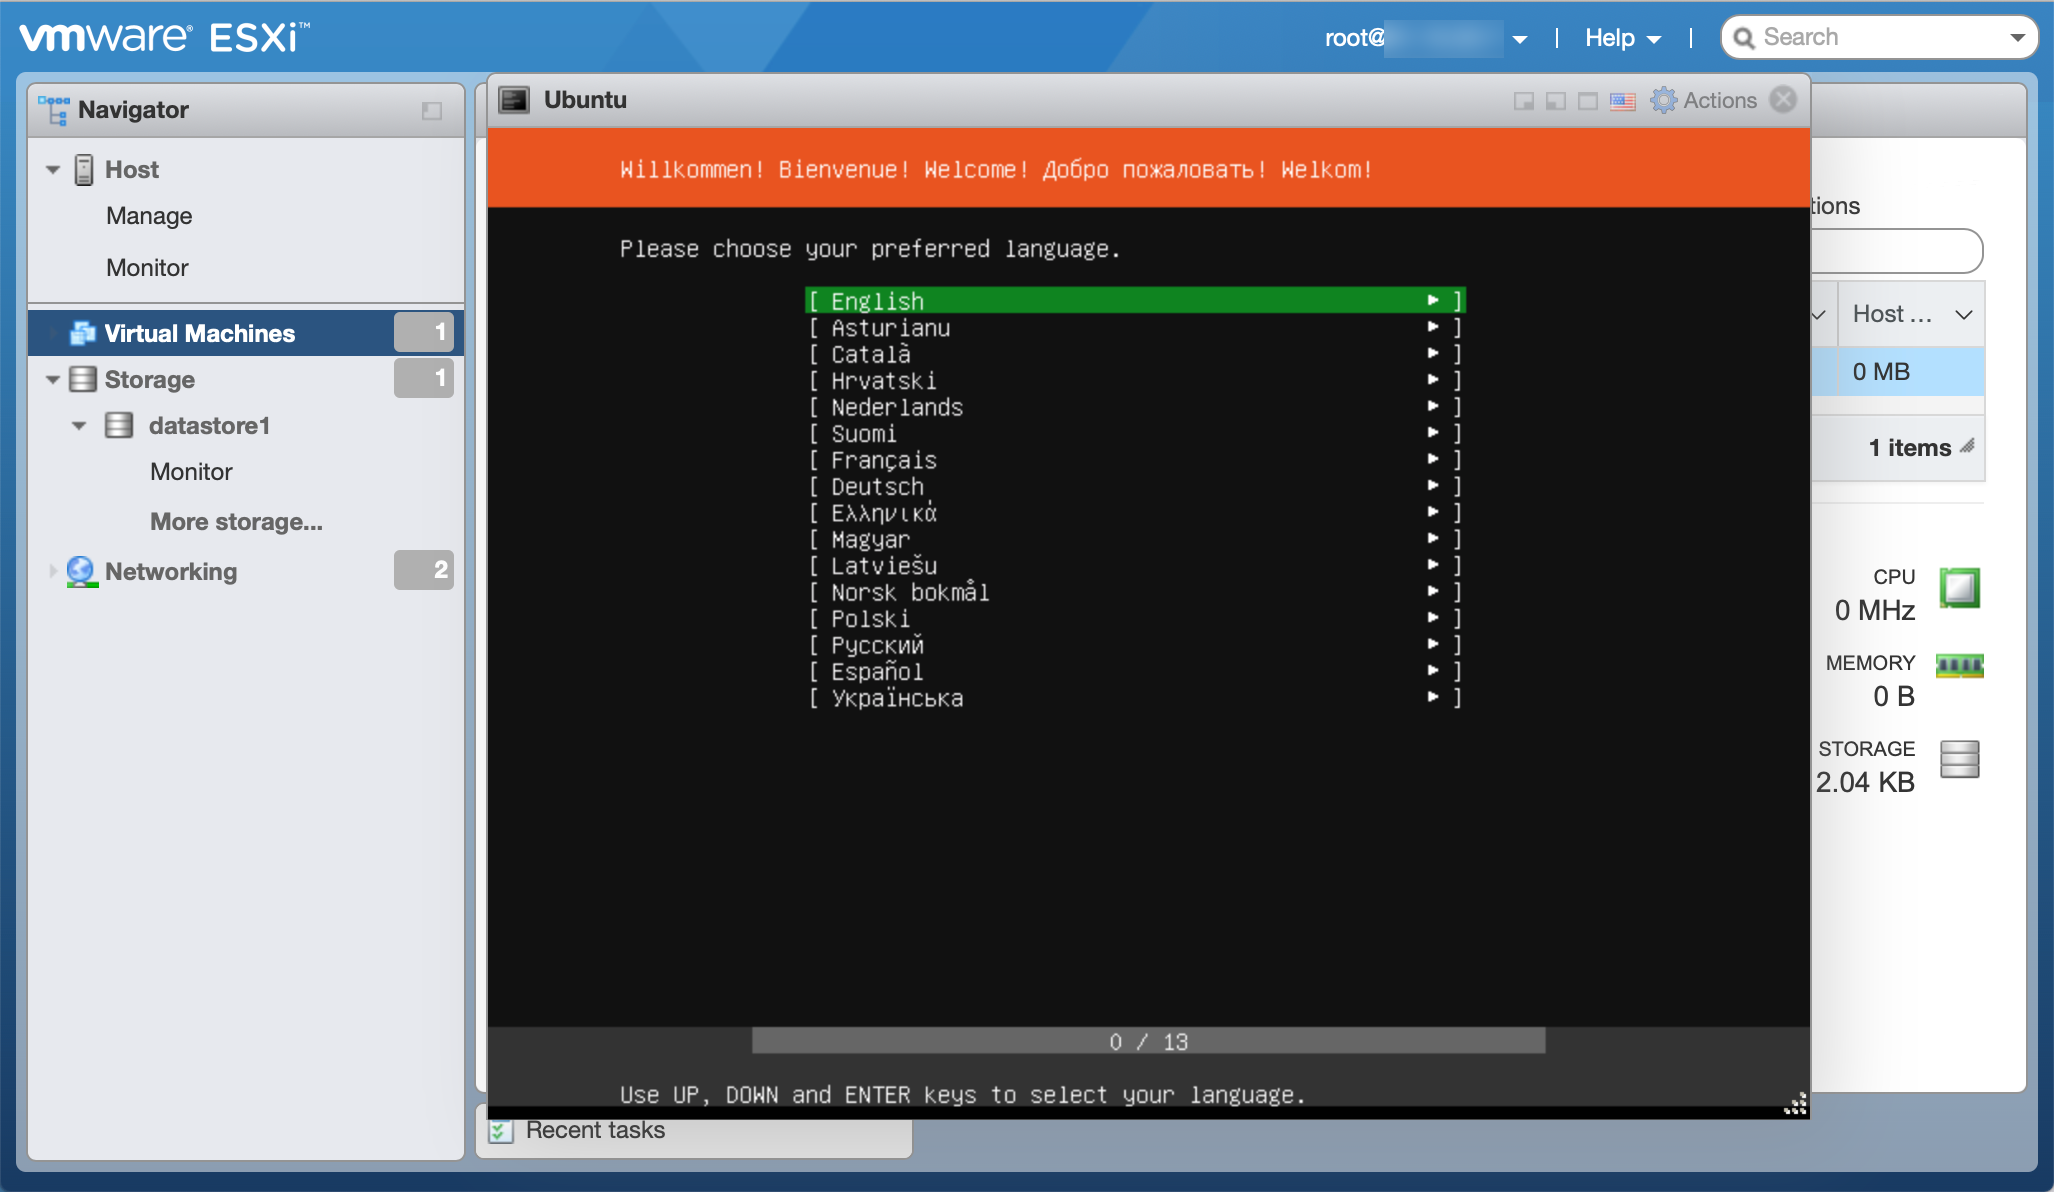 vmware® ESXi™
root@
Help
Search
Navigator
Host
Manage
Monitor
Virtual Machines 1
Storage 1
datastore1
Monitor
More storage...
Networking 2
Ubuntu
Actions
Willkommen! Bienvenue! Welcome! Добро пожаловать! Welkom!
Please choose your preferred language.
[ English ► ]
[ Asturianu ► ]
[ Català ► ]
[ Hrvatski ► ]
[ Nederlands ► ]
[ Suomi ► ]
[ Français ► ]
[ Deutsch ► ]
[ Ελληνικά ► ]
[ Magyar ► ]
[ Latviešu ► ]
[ Norsk bokmål ► ]
[ Polski ► ]
[ Русский ► ]
[ Español ► ]
[ Українська ► ]
0 / 13
Use UP, DOWN and ENTER keys to select your language.
tions
Host ...
0 MB
1 items
CPU
0 MHz
MEMORY
0 B
STORAGE
2.04 KB
Recent tasks